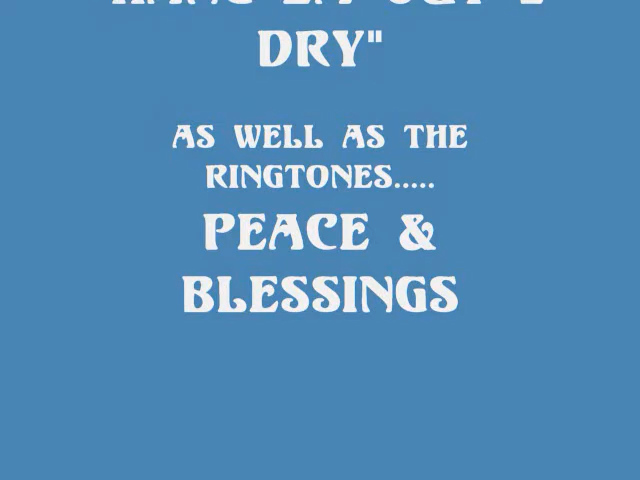 DRY"
AS WELL AS THE
RINGTONES.....
PEACE &
BLESSINGS